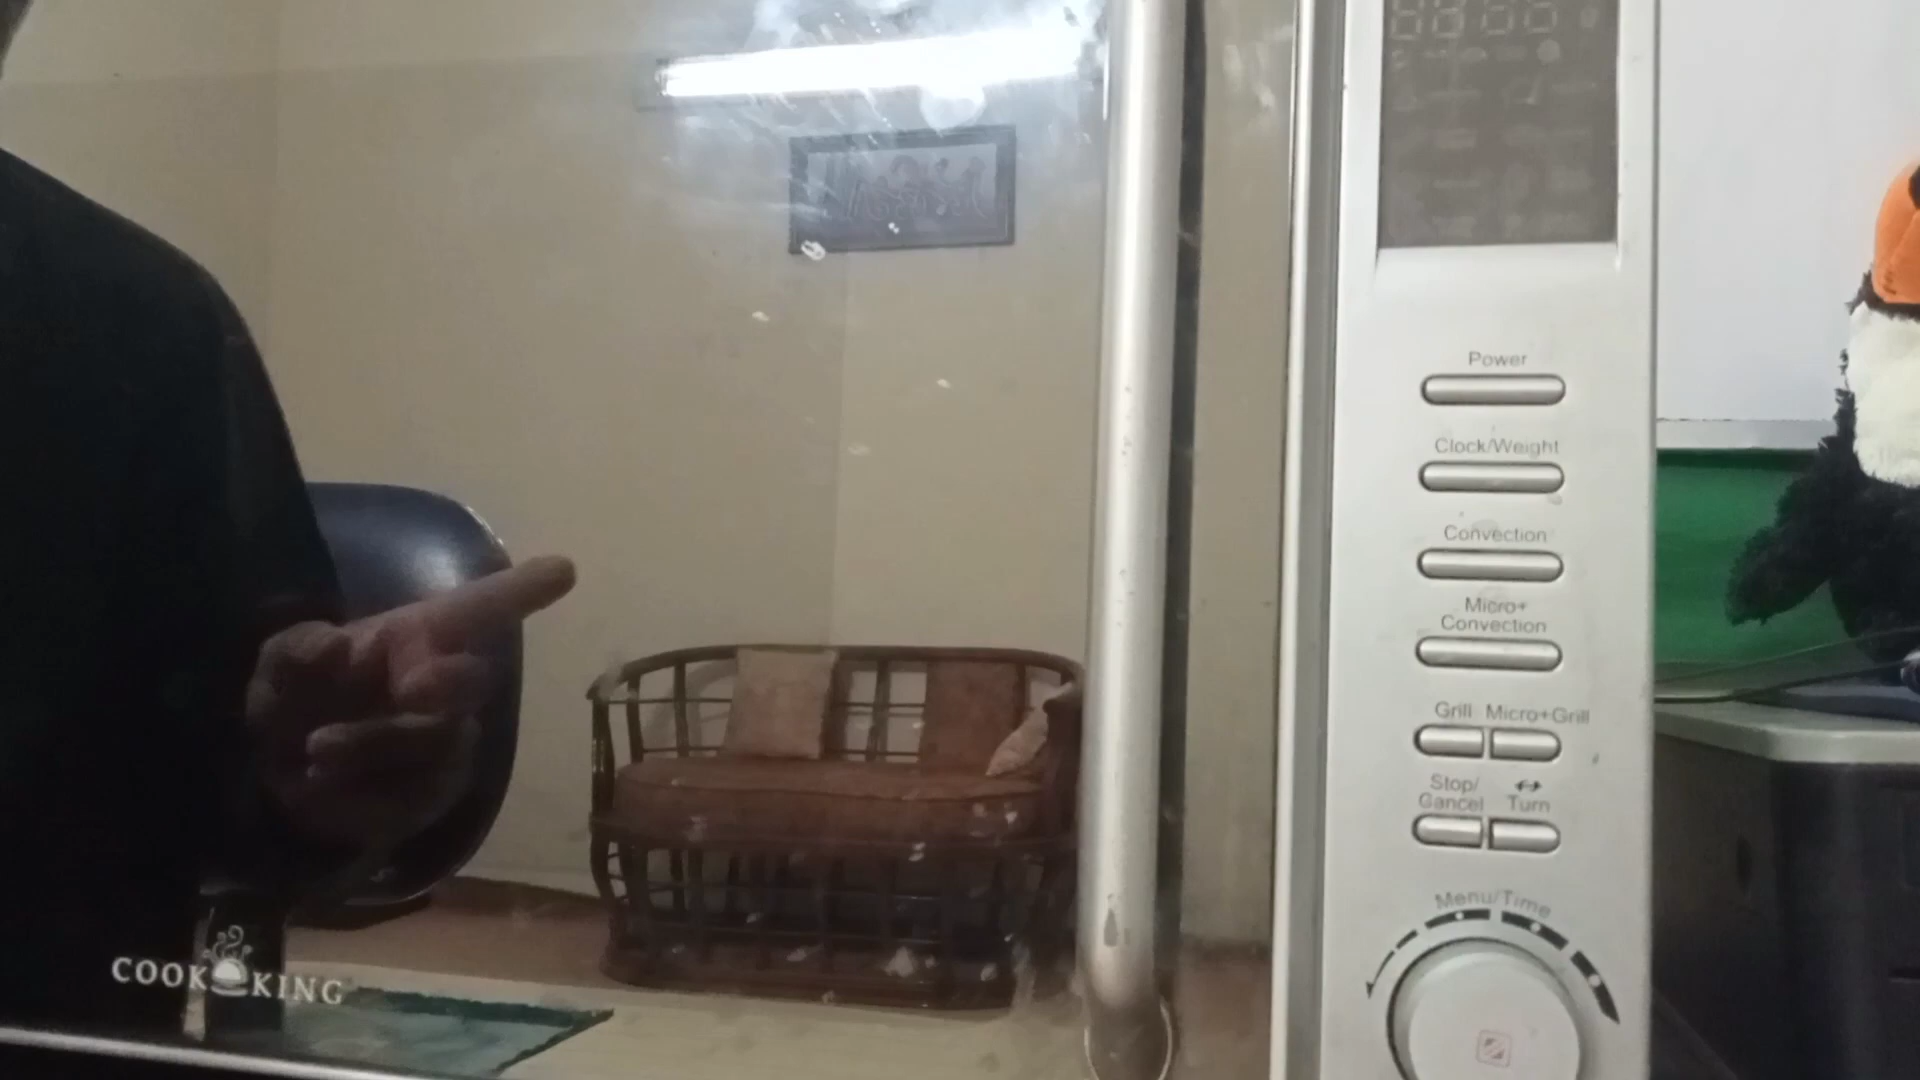 Power
Clock/Weight
Convection
Micro+
Convection
Grill Micro+Grill
Stop/
Cancel
Turn
Menu/Time
COOK KING